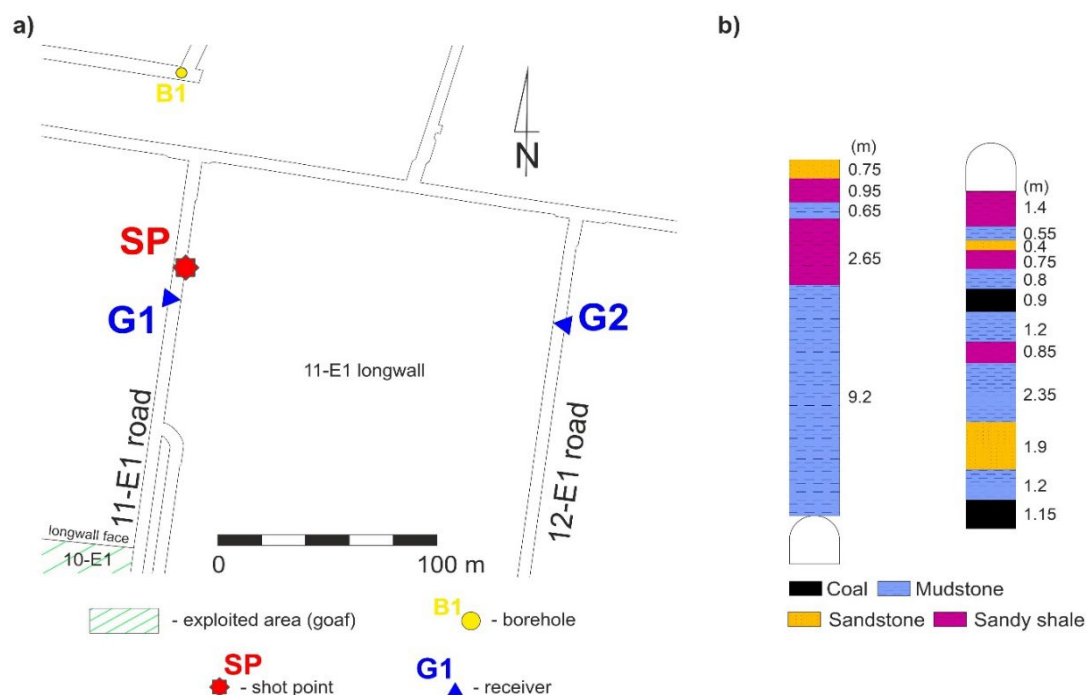 a)
B1
N
SP
G1
G2
11-E1 longwall
11-E1 road
12-E1 road
longwall face
10-E1
0
100 m
- exploited area (goaf)
B1
- borehole
SP
- shot point
G1
- receiver
b)
(m)
0.75
0.95
0.65
2.65
9.2
(m)
1.4
0.55
0.4
0.75
0.8
0.9
1.2
0.85
2.35
1.9
1.2
1.15
Coal
Mudstone
Sandstone
Sandy shale